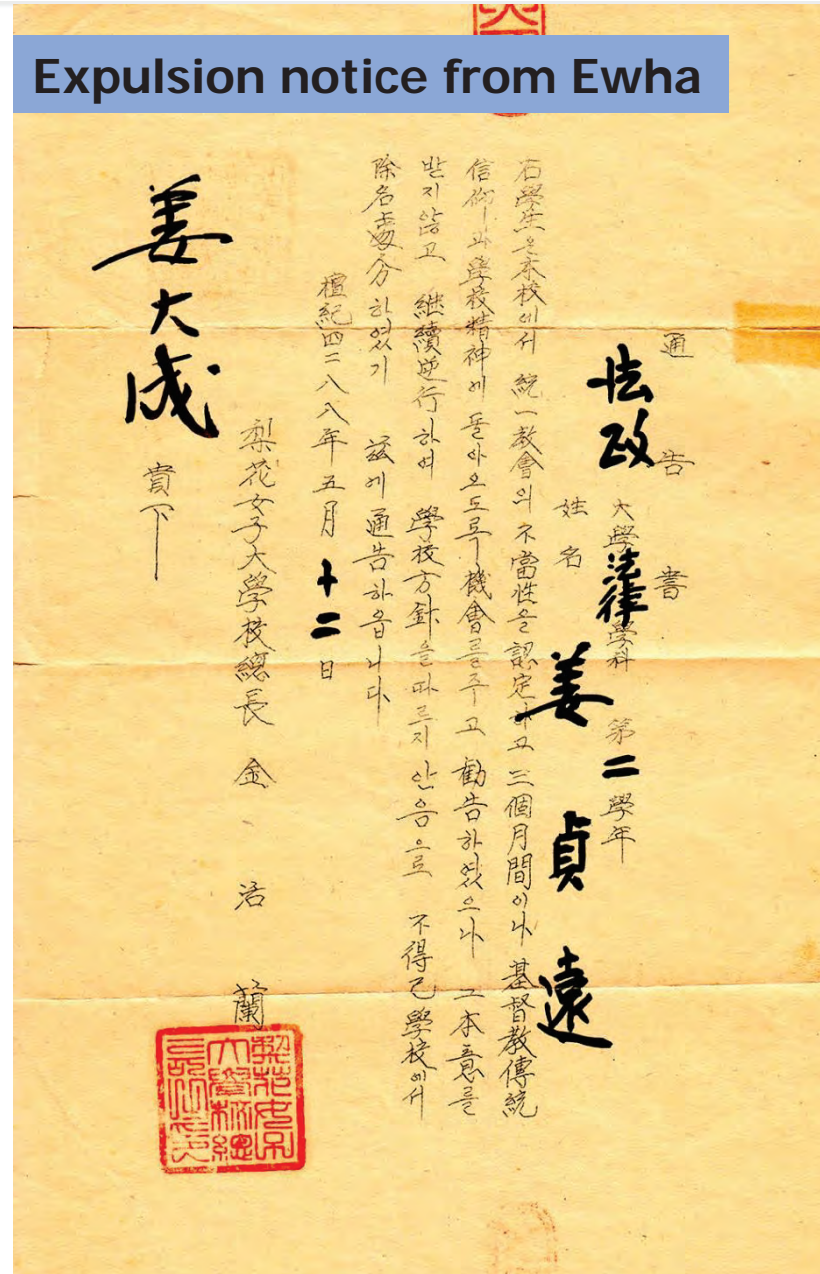 Expulsion notice from Ewha
通告書
法政大學法律學科 第二學年
姓名 姜貞遠
右學生은本校에서 統一教會의 不當性을 認定하고 三個月間이나 基督教傳統
信仰과 學校精神에 돌아오도록 機會를주고 勸告하였으나 그本意를
받지않고 継續逆行하여 學校方針을따르지안음으로 不得已學校에서
除名處分하였기 玆에通告하옵니다
檀紀四二八八年五月十二日
梨花女子大學校總長 金活蘭
姜大成 貴下